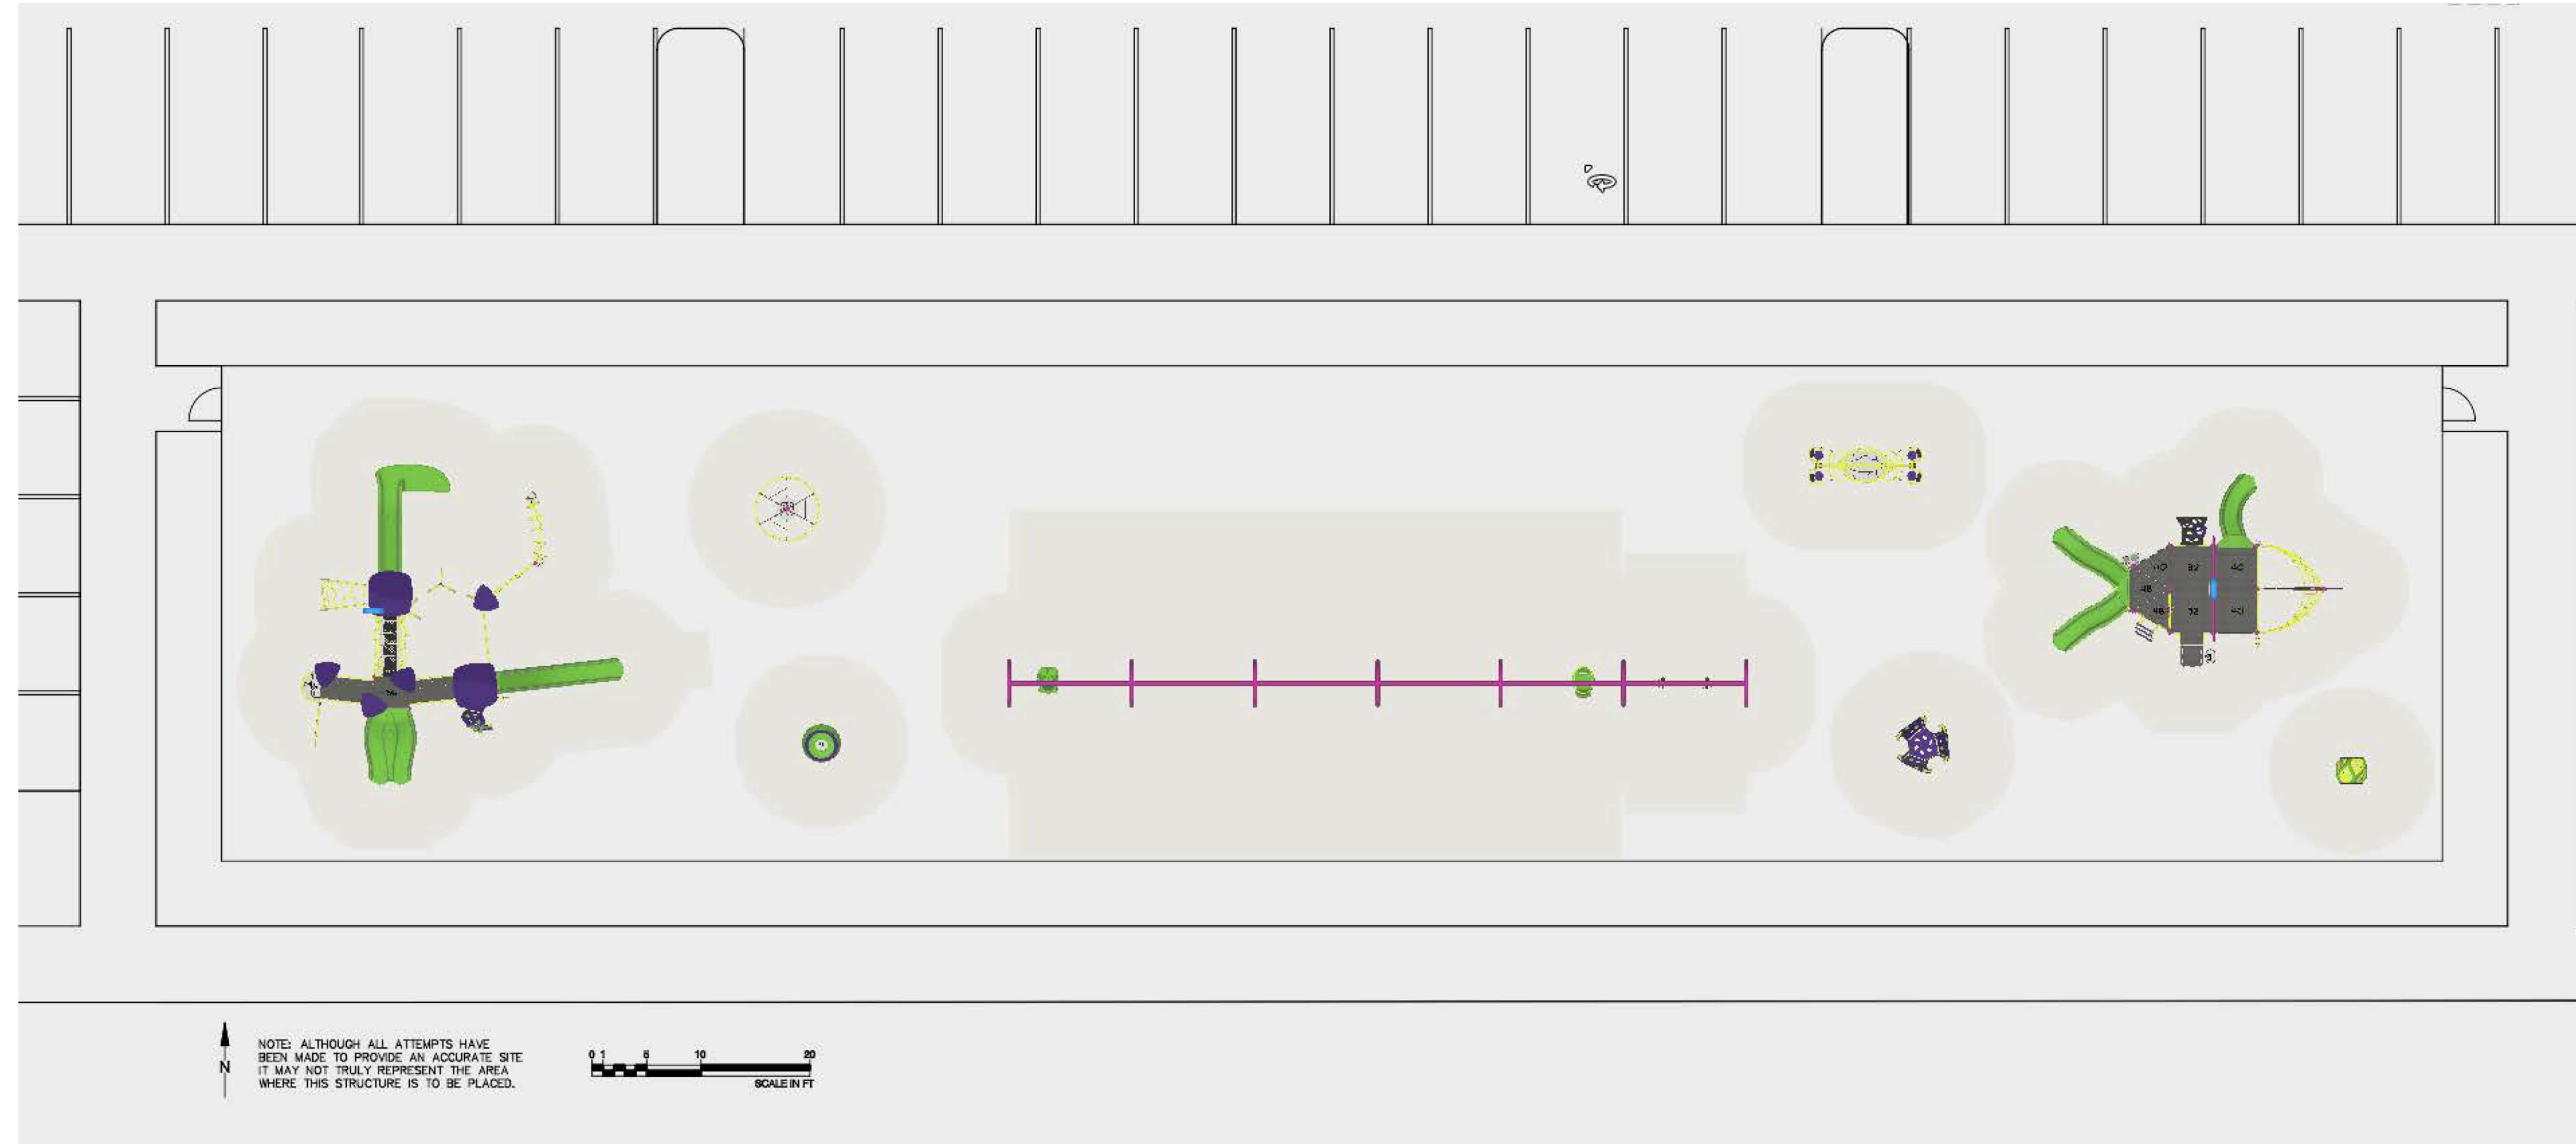 N
NOTE: ALTHOUGH ALL ATTEMPTS HAVE
BEEN MADE TO PROVIDE AN ACCURATE SITE
IT MAY NOT TRULY REPRESENT THE AREA
WHERE THIS STRUCTURE IS TO BE PLACED.
0 1 5 10 20
SCALE IN FT